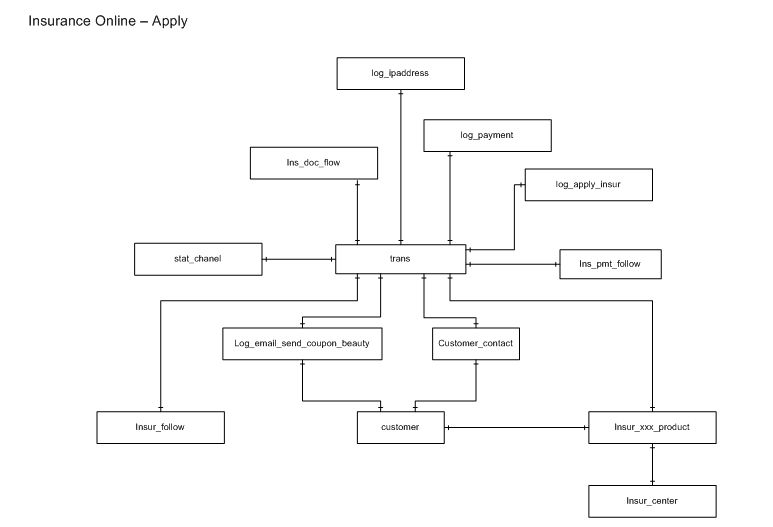 Insurance Online – Apply
log_ipaddress
log_payment
Ins_doc_flow
log_apply_insur
stat_chanel
trans
Ins_pmt_follow
Log_email_send_coupon_beauty
Customer_contact
Insur_follow
customer
Insur_xxx_product
Insur_center